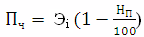 Пч = Эi (1 − Нп/100)